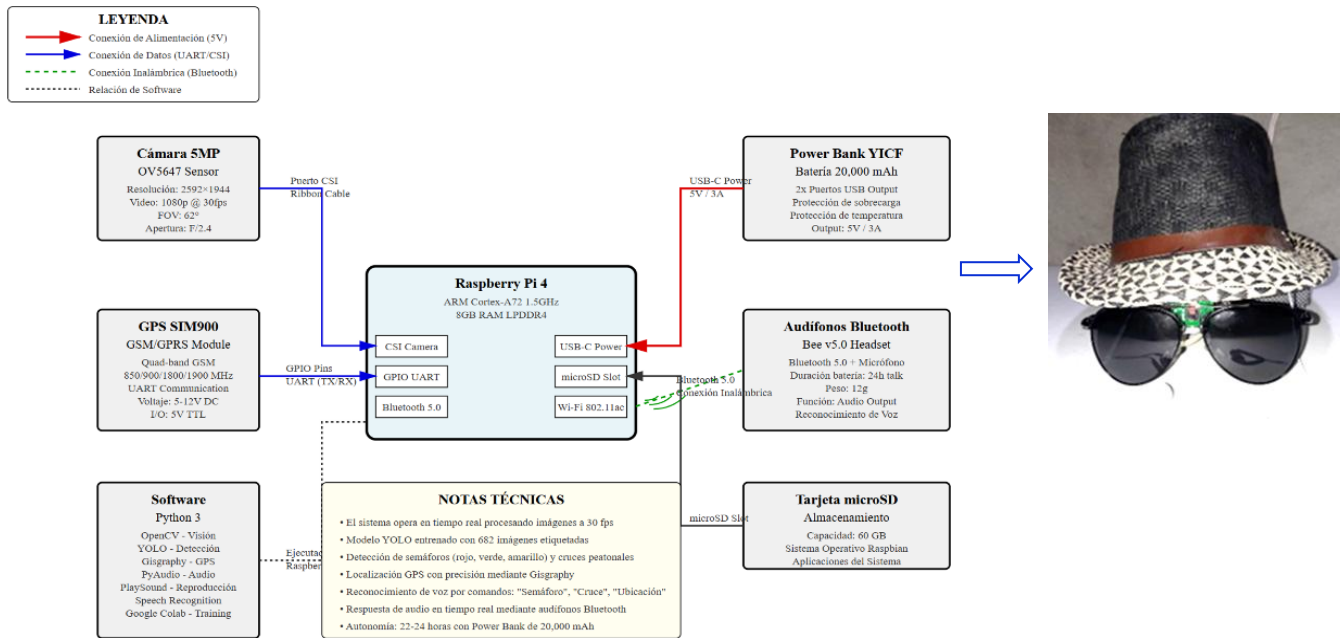 LEYENDA
Conexión de Alimentación (5V)
Conexión de Datos (UART/CSI)
Conexión Inalámbrica (Bluetooth)
Relación de Software
Cámara 5MP
OV5647 Sensor
Resolución: 2592×1944
Video: 1080p @ 30fps
FOV: 62°
Apertura: F/2.4
Puerto CSI
Ribbon Cable
USB-C Power
5V / 3A
Power Bank YICF
Batería 20,000 mAh
2x Puertos USB Output
Protección de sobrecarga
Protección de temperatura
Output: 5V / 3A
Raspberry Pi 4
ARM Cortex-A72 1.5GHz
8GB RAM LPDDR4
CSI Camera
GPIO UART
Bluetooth 5.0
USB-C Power
microSD Slot
Wi-Fi 802.11ac
GPS SIM900
GSM/GPRS Module
Quad-band GSM
850/900/1800/1900 MHz
UART Communication
Voltaje: 5-12V DC
I/O: 5V TTL
GPIO Pins
UART (TX/RX)
Bluetooth 5.0
Conexión Inalámbrica
Audífonos Bluetooth
Bee v5.0 Headset
Bluetooth 5.0 + Micrófono
Duración batería: 24h talk
Peso: 12g
Función: Audio Output
Reconocimiento de Voz
Software
Python 3
OpenCV - Visión
YOLO - Detección
Gisgraphy - GPS
PyAudio - Audio
PlaySound - Reproducción
Speech Recognition
Google Colab - Training
Ejecutac
Raspber
NOTAS TÉCNICAS
• El sistema opera en tiempo real procesando imágenes a 30 fps
• Modelo YOLO entrenado con 682 imágenes etiquetadas
• Detección de semáforos (rojo, verde, amarillo) y cruces peatonales
• Localización GPS con precisión mediante Gisgraphy
• Reconocimiento de voz por comandos: "Semáforo", "Cruce", "Ubicación"
• Respuesta de audio en tiempo real mediante audífonos Bluetooth
• Autonomía: 22-24 horas con Power Bank de 20,000 mAh
microSD Slot
Tarjeta microSD
Almacenamiento
Capacidad: 60 GB
Sistema Operativo Raspbian
Aplicaciones del Sistema